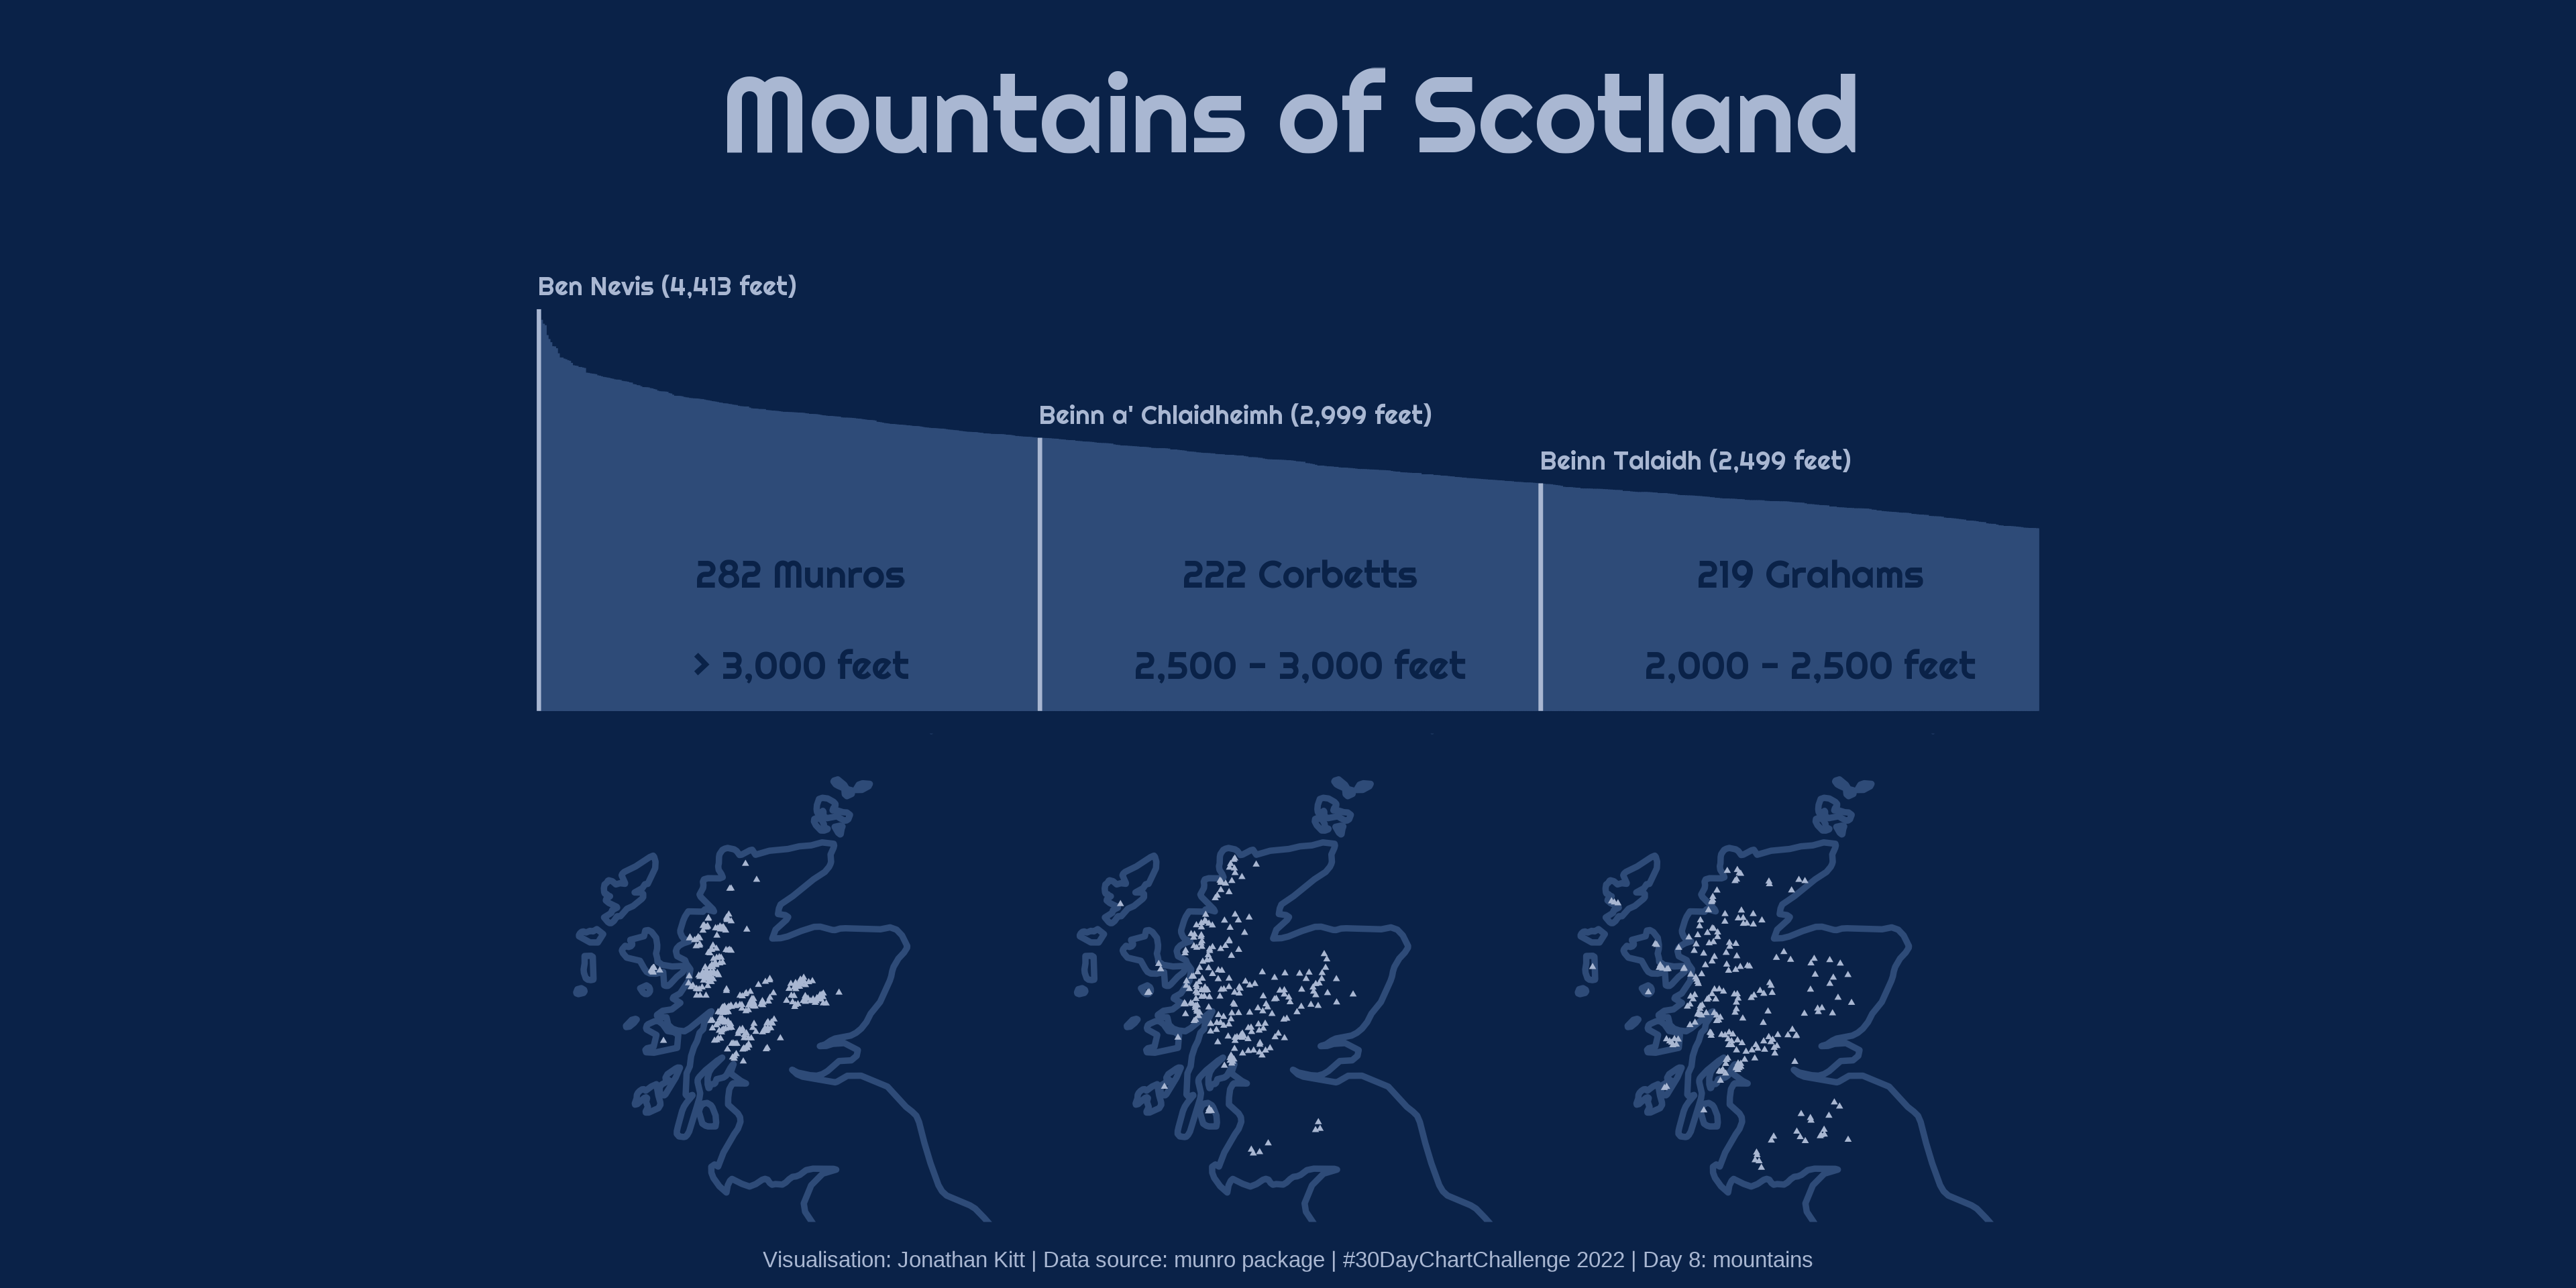 Mountains of Scotland
Ben Nevis (4,413 feet)
Beinn a' Chlaidheimh (2,999 feet)
Beinn Talaidh (2,499 feet)
282 Munros
222 Corbetts
219 Grahams
> 3,000 feet
2,500 - 3,000 feet
2,000 - 2,500 feet
Visualisation: Jonathan Kitt | Data source: munro package | #30DayChartChallenge 2022 | Day 8: mountains